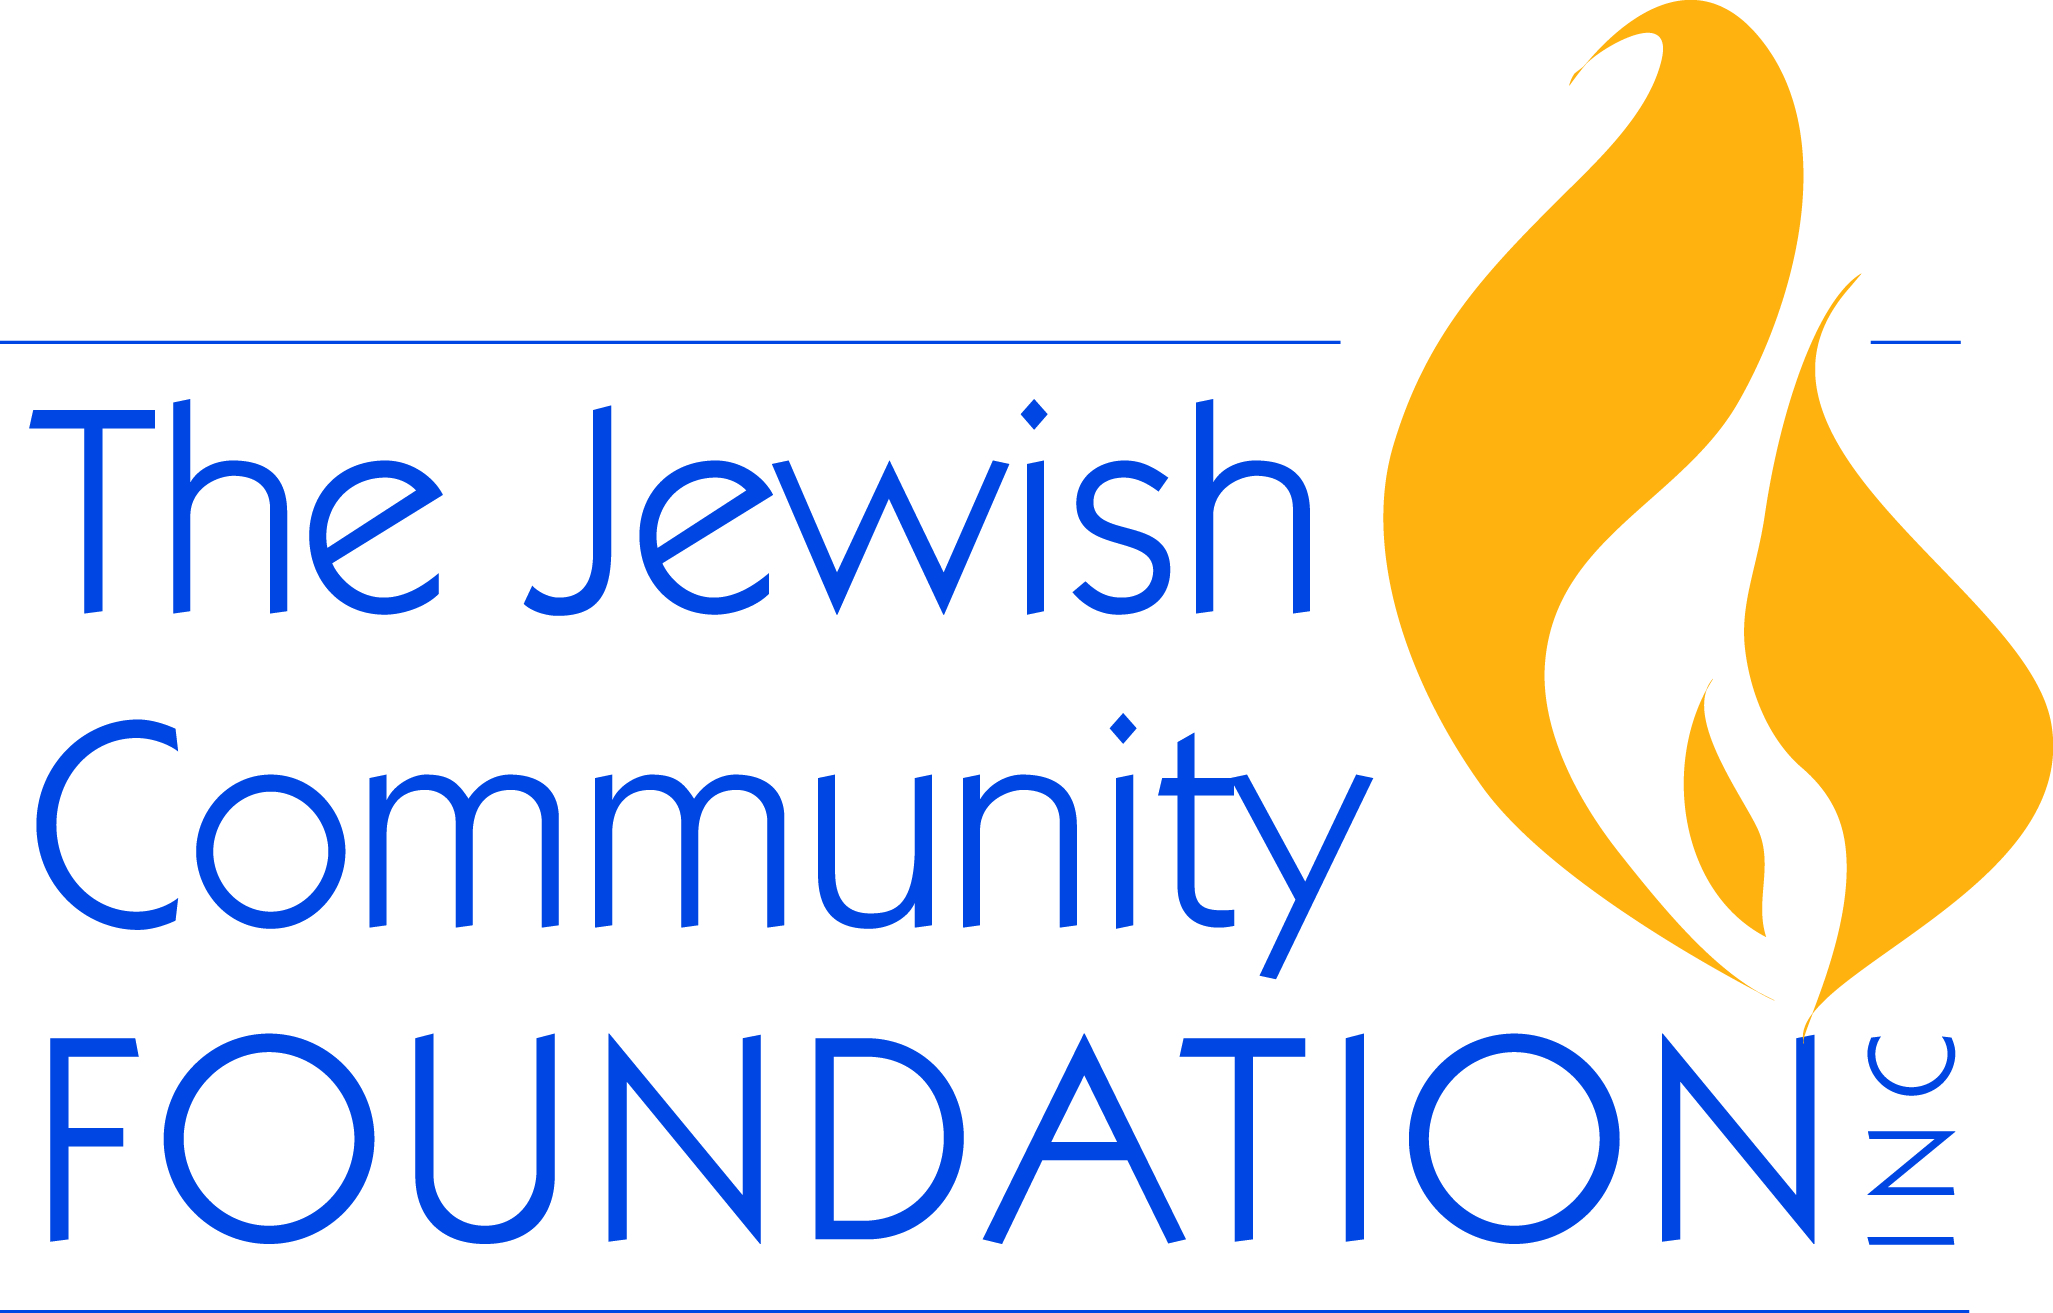 The Jewish
Community
FOUNDATION
INC